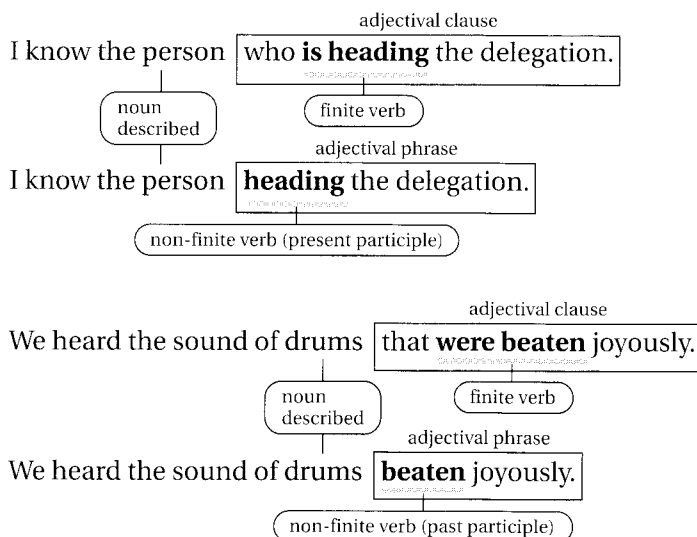 adjectival clause
I know the person who is heading the delegation.
noun described
finite verb
adjectival phrase
I know the person heading the delegation.
non-finite verb (present participle)
adjectival clause
We heard the sound of drums that were beaten joyously.
noun described
finite verb
adjectival phrase
We heard the sound of drums beaten joyously.
non-finite verb (past participle)